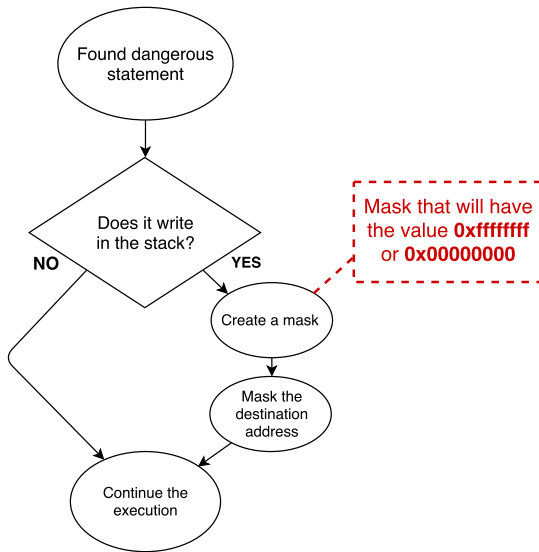 Found dangerous
statement
Does it write
in the stack?
NO
YES
Mask that will have
the value 0xffffffff
or 0x00000000
Create a mask
Mask the
destination
address
Continue the
execution